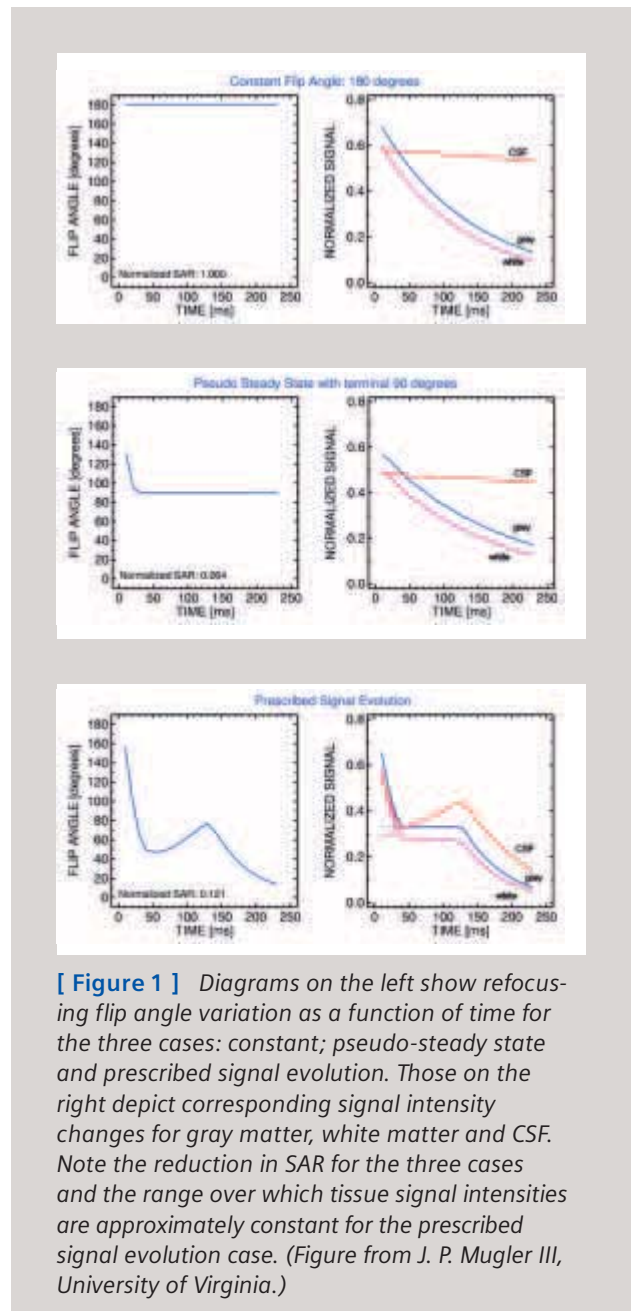 Constant Flip Angle: 180 degrees
FLIP ANGLE [degrees]
180
160
140
120
100
80
60
40
20
0
Normalized SAR: 1.000
0 50 100 150 200 250
TIME [ms]
NORMALIZED SIGNAL
0.8
0.6
0.4
0.2
0.0
CSF
gray
white
0 50 100 150 200 250
TIME [ms]
Pseudo Steady State with terminal 90 degrees
FLIP ANGLE [degrees]
180
160
140
120
100
80
60
40
20
0
Normalized SAR:
0 50 100 150 200 250
TIME [ms]
NORMALIZED SIGNAL
0.8
0.6
0.4
0.2
0.0
CSF
gray
white
0 50 100 150 200 250
TIME [ms]
Prescribed Signal Evolution
FLIP ANGLE [degrees]
180
160
140
120
100
80
60
40
20
0
Normalized SAR: 0.121
0 50 100 150 200 250
TIME [ms]
NORMALIZED SIGNAL
0.8
0.6
0.4
0.2
0.0
CSF
gray
white
0 50 100 150 200 250
TIME [ms]
[ Figure 1 ] Diagrams on the left show refocus-
ing flip angle variation as a function of time for
the three cases: constant; pseudo-steady state
and prescribed signal evolution. Those on the
right depict corresponding signal intensity
changes for gray matter, white matter and CSF.
Note the reduction in SAR for the three cases
and the range over which tissue signal intensities
are approximately constant for the prescribed
signal evolution case. (Figure from J. P. Mugler III,
University of Virginia.)